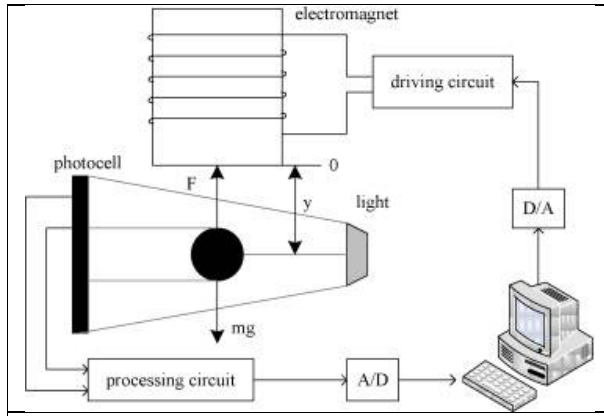 electromagnet
driving circuit
photocell
0
F
y
light
D/A
mg
processing circuit
A/D